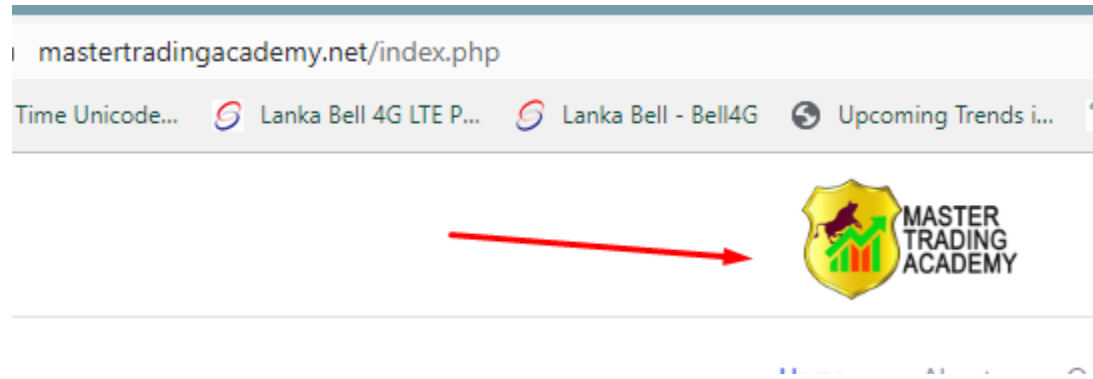 mastertradingacademy.net/index.php
Time Unicode... Lanka Bell 4G LTE P... Lanka Bell - Bell4G Upcoming Trends i...
MASTER
TRADING
ACADEMY